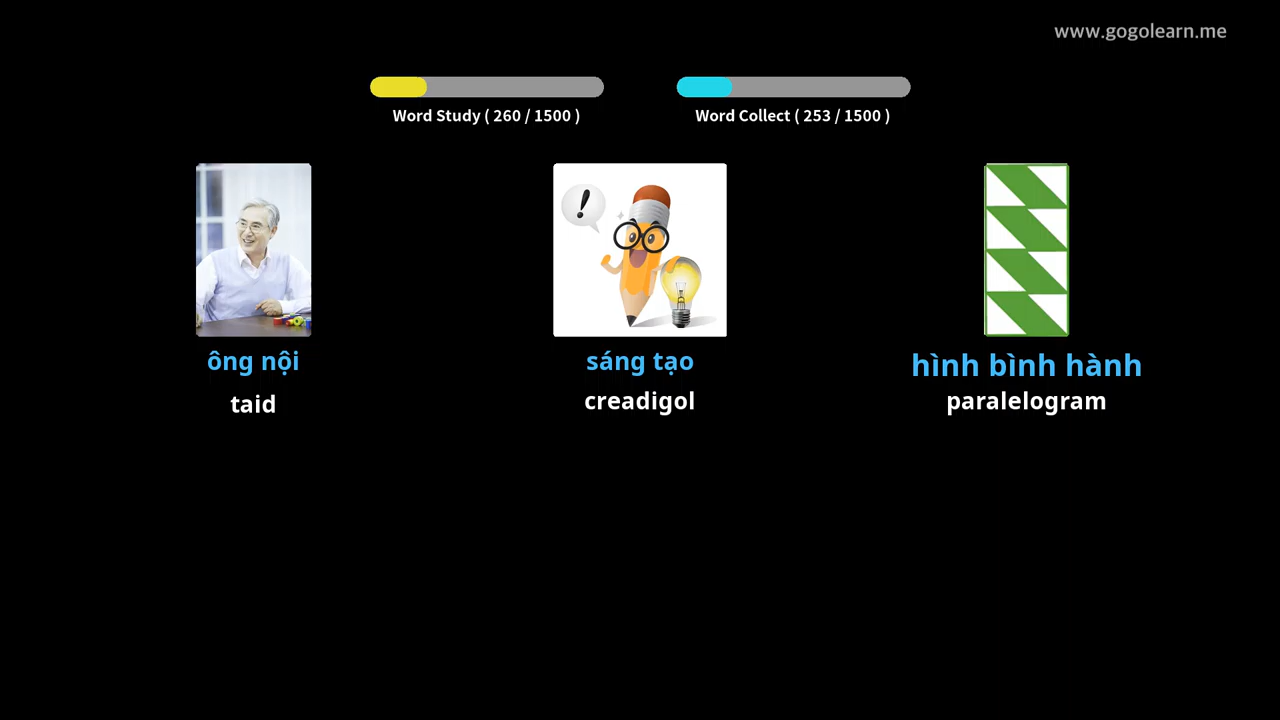 www.gogolearn.me
Word Study ( 260 / 1500 )
Word Collect ( 253 / 1500 )
!
ông nội
sáng tạo
hình bình hành
taid
creadigol
paralelogram